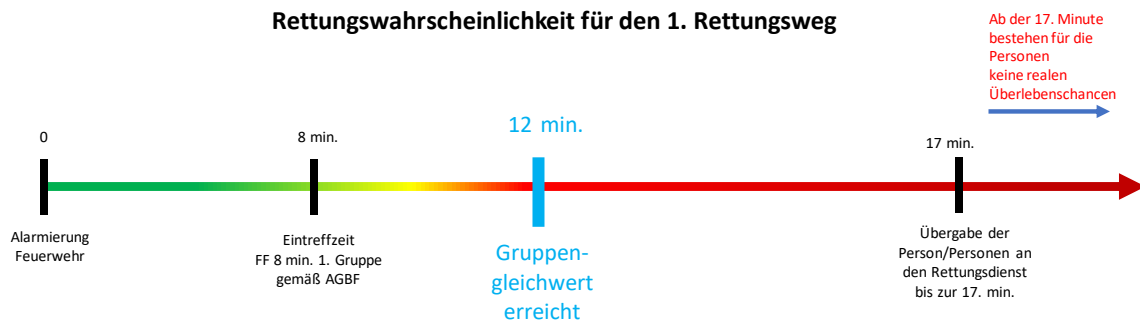 Rettungswahrscheinlichkeit für den 1. Rettungsweg
Ab der 17. Minute
bestehen für die
Personen
keine realen
Überlebenschancen
0
8 min.
12 min.
17 min.
Alarmierung
Feuerwehr
Eintreffzeit
FF 8 min. 1. Gruppe
gemäß AGBF
Gruppen-
gleichwert
erreicht
Übergabe der
Person/Personen an
den Rettungsdienst
bis zur 17. min.